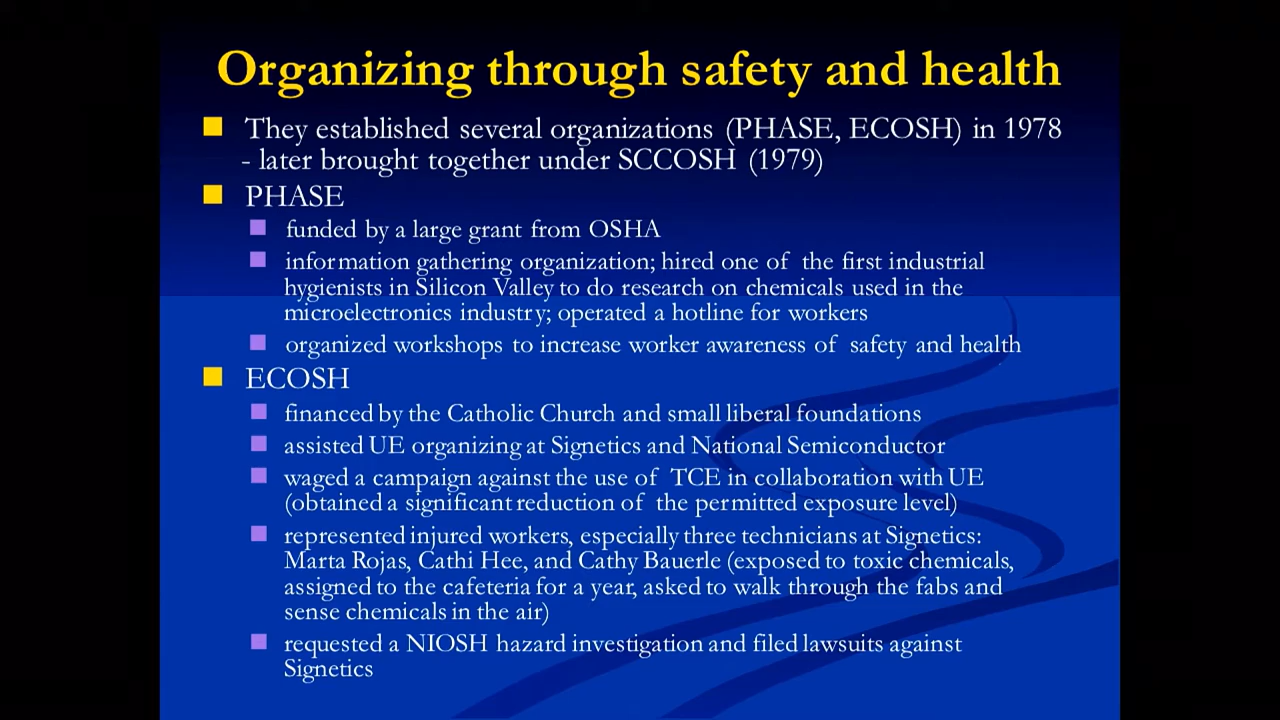 Organizing through safety and health
They established several organizations (PHASE, ECOSH) in 1978
- later brought together under SCCOSH (1979)
PHASE
funded by a large grant from OSHA
information gathering organization; hired one of the first industrial
hygienists in Silicon Valley to do research on chemicals used in the
microelectronics industry; operated a hotline for workers
organized workshops to increase worker awareness of safety and health
ECOSH
financed by the Catholic Church and small liberal foundations
assisted UE organizing at Signetics and National Semiconductor
waged a campaign against the use of TCE in collaboration with UE
(obtained a significant reduction of the permitted exposure level)
represented injured workers, especially three technicians at Signetics:
Marta Rojas, Cathi Hee, and Cathy Bauerle (exposed to toxic chemicals,
assigned to the cafeteria for a year, asked to walk through the fabs and
sense chemicals in the air)
requested a NIOSH hazard investigation and filed lawsuits against
Signetics